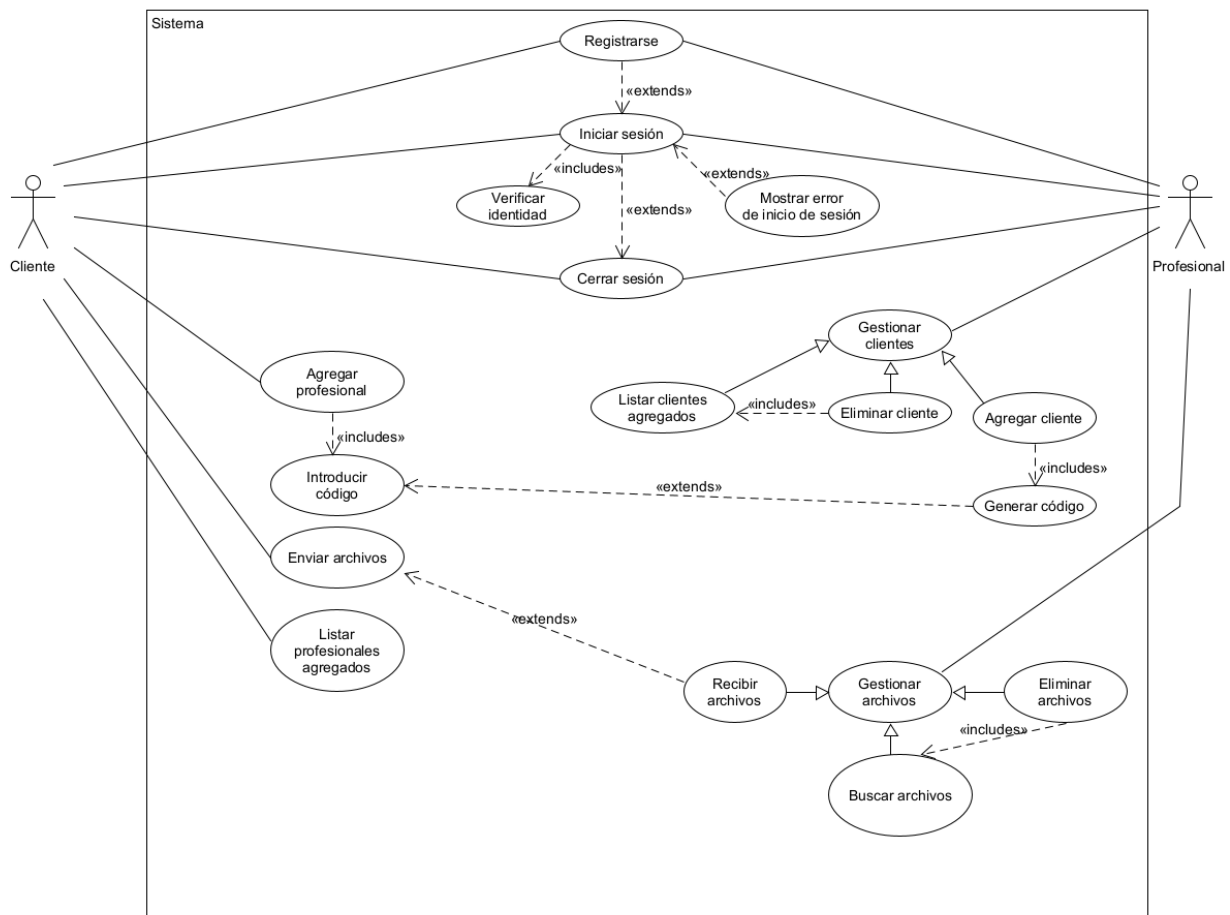 Sistema
Registrarse
«extends»
Iniciar sesión
«includes»
«extends»
Verificar
identidad
Mostrar error
de inicio de sesión
«extends»
Cliente
Profesional
Cerrar sesión
Gestionar
clientes
Agregar
profesional
Listar clientes
agregados
«includes»
Eliminar cliente
Agregar cliente
«includes»
«includes»
Introducir
código
«extends»
Generar código
Enviar archivos
«extends»
Listar
profesionales
agregados
Recibir
archivos
Gestionar
archivos
Eliminar
archivos
«includes»
Buscar archivos